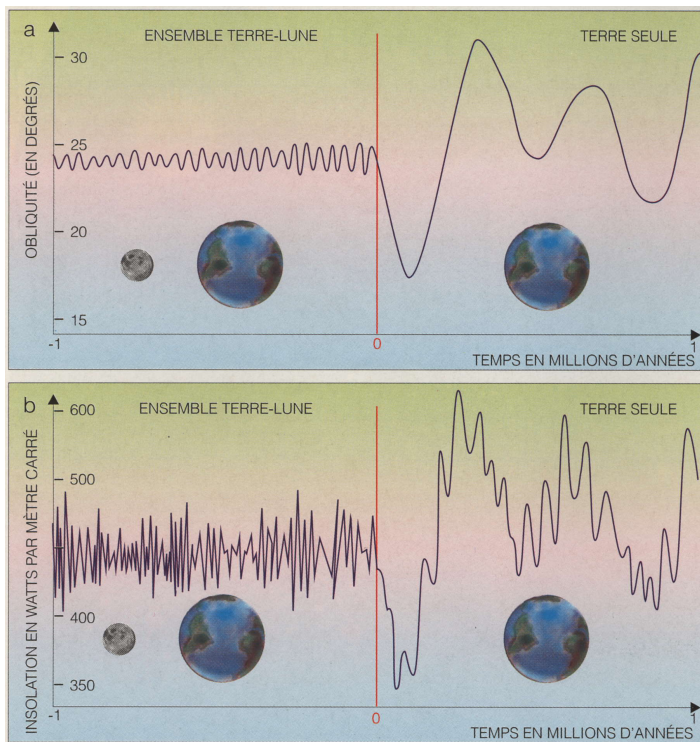 a
ENSEMBLE TERRE-LUNE
TERRE SEULE
30
25
20
15
OBLIQUITÉ (EN DEGRÉS)
-1
0
1
TEMPS EN MILLIONS D'ANNÉES
b
ENSEMBLE TERRE-LUNE
TERRE SEULE
600
500
400
350
INSOLATION EN WATTS PAR MÈTRE CARRÉ
-1
0
1
TEMPS EN MILLIONS D'ANNÉES